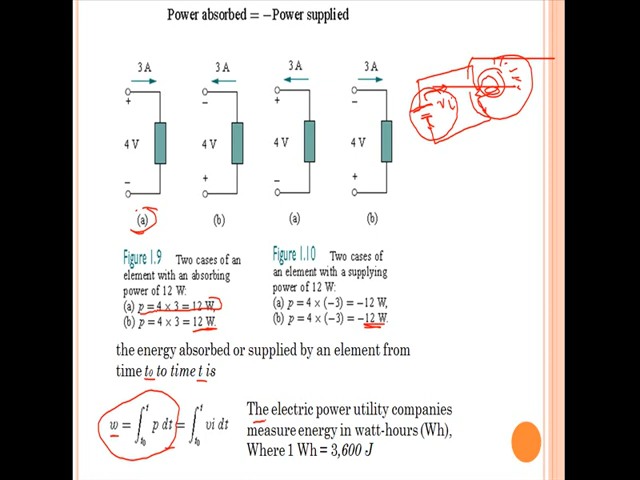 Power absorbed = −Power supplied
3 A
3 A
3 A
3 A
+
−
+
−
4 V
4 V
4 V
4 V
−
+
−
+
(a)
(b)
(a)
(b)
Figure 1.9 Two cases of an
element with an absorbing
power of 12 W:
(a) p = 4 × 3 = 12 W,
(b) p = 4 × 3 = 12 W.
Figure 1.10 Two cases of
an element with a supplying
power of 12 W:
(a) p = 4 × (−3) = −12 W,
(b) p = 4 × (−3) = −12 W.
the energy absorbed or supplied by an element from
time t₀ to time t is
w = ∫ₜ₀ᵗ p dt = ∫ₜ₀ᵗ vi dt
The electric power utility companies
measure energy in watt-hours (Wh),
Where 1 Wh = 3,600 J